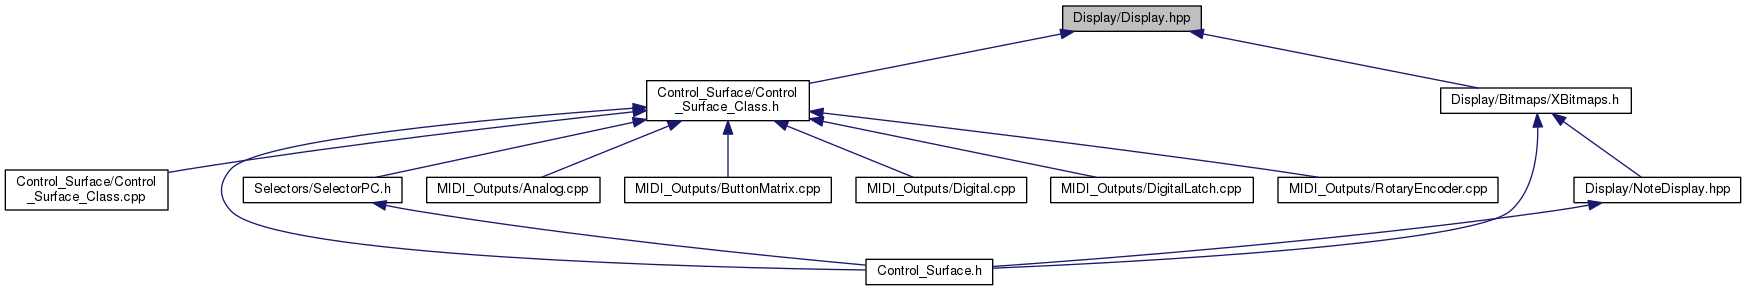 Display/Display.hpp
Control_Surface/Control
_Surface_Class.h
Display/Bitmaps/XBitmaps.h
Control_Surface/Control
_Surface_Class.cpp
Selectors/SelectorPC.h
MIDI_Outputs/Analog.cpp
MIDI_Outputs/ButtonMatrix.cpp
MIDI_Outputs/Digital.cpp
MIDI_Outputs/DigitalLatch.cpp
MIDI_Outputs/RotaryEncoder.cpp
Display/NoteDisplay.hpp
Control_Surface.h